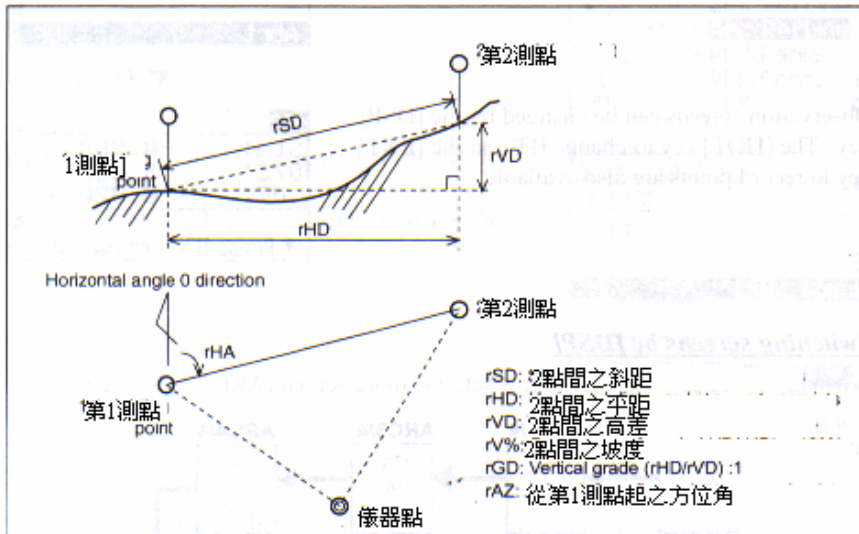 第2測點
rSD
1測點
point
rVD
rHD
Horizontal angle 0 direction
第2測點
rHA
第1測點
point
儀器點
rSD: 2點間之斜距
rHD: 2點間之平距
rVD: 2點間之高差
rV%: 2點間之坡度
rGD: Vertical grade (rHD/rVD) :1
rAZ: 從第1測點起之方位角